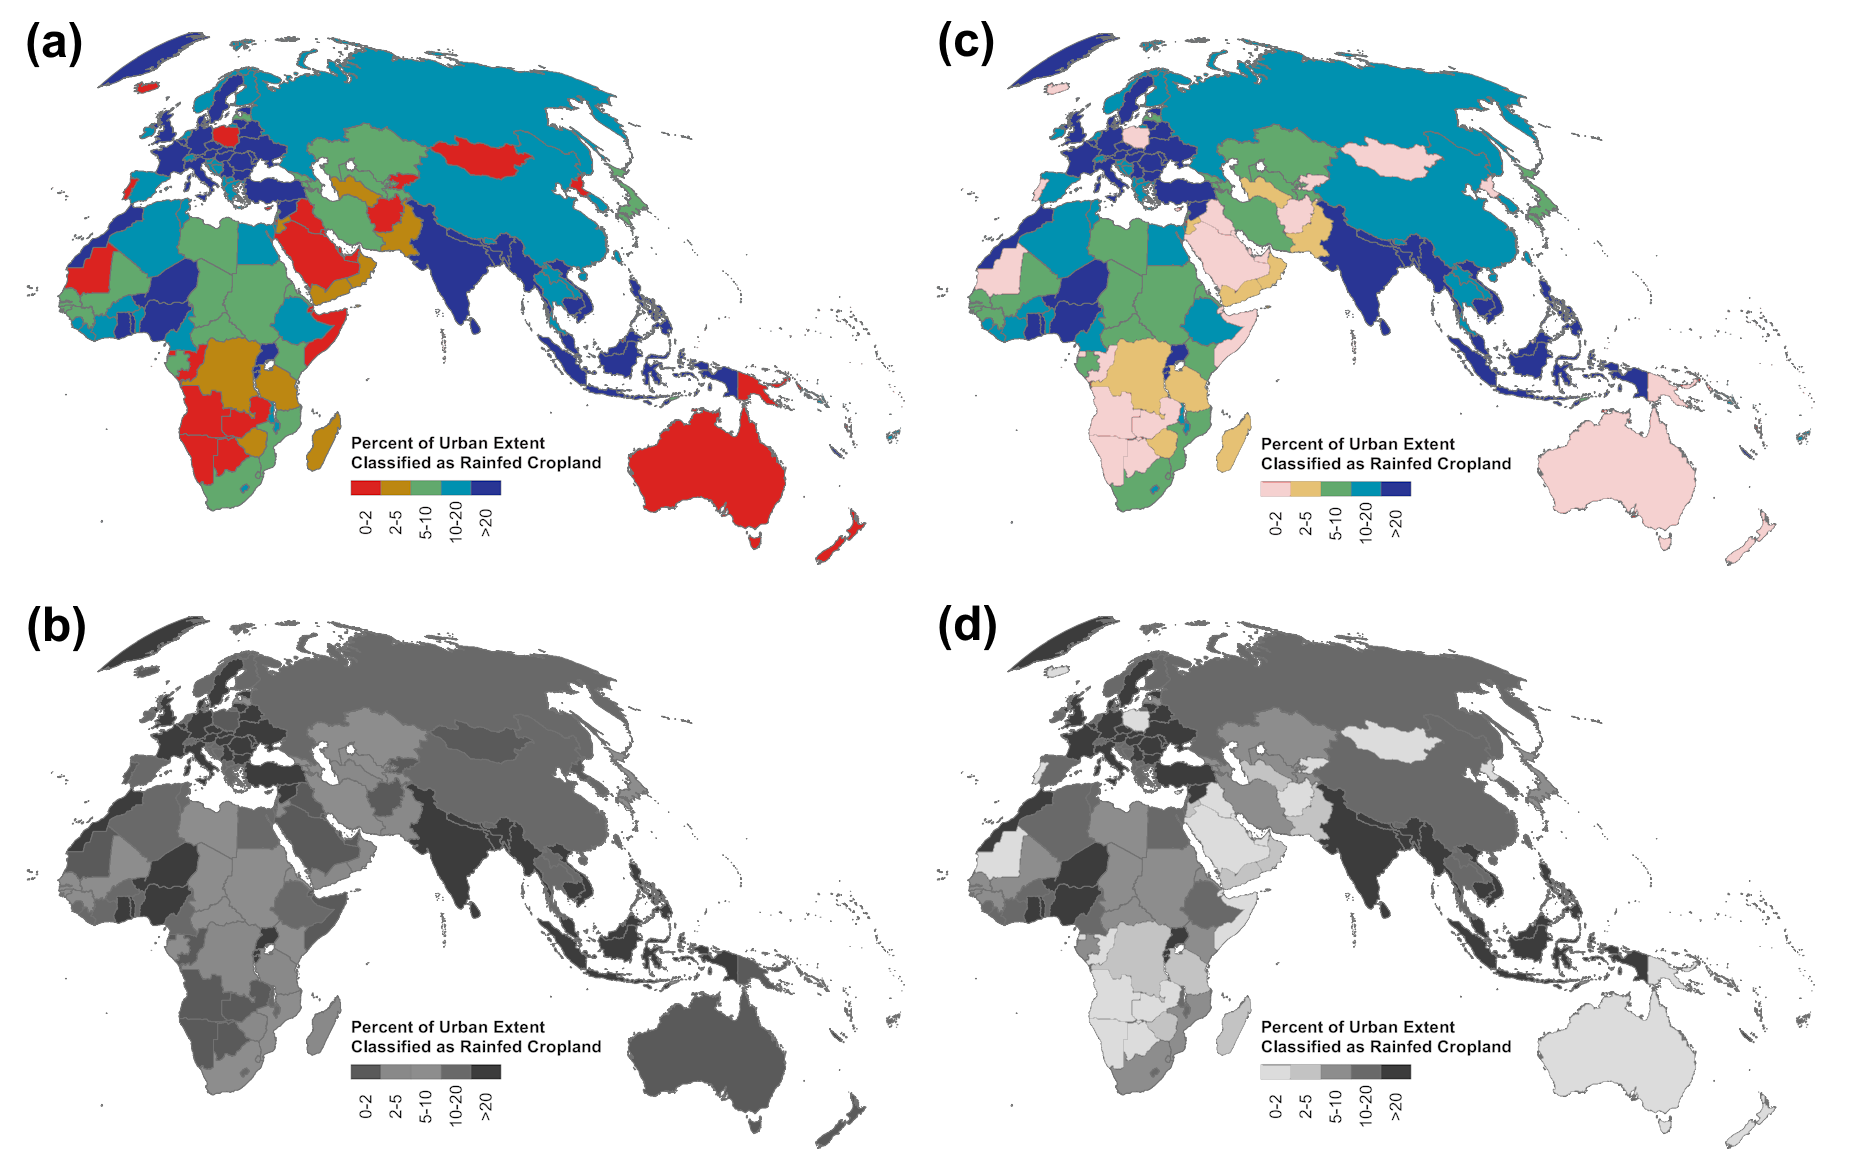 (a)
Percent of Urban Extent
Classified as Rainfed Cropland
0-2
2-5
5-10
10-20
>20
(c)
Percent of Urban Extent
Classified as Rainfed Cropland
0-2
2-5
5-10
10-20
>20
(b)
Percent of Urban Extent
Classified as Rainfed Cropland
0-2
2-5
5-10
10-20
>20
(d)
Percent of Urban Extent
Classified as Rainfed Cropland
0-2
2-5
5-10
10-20
>20